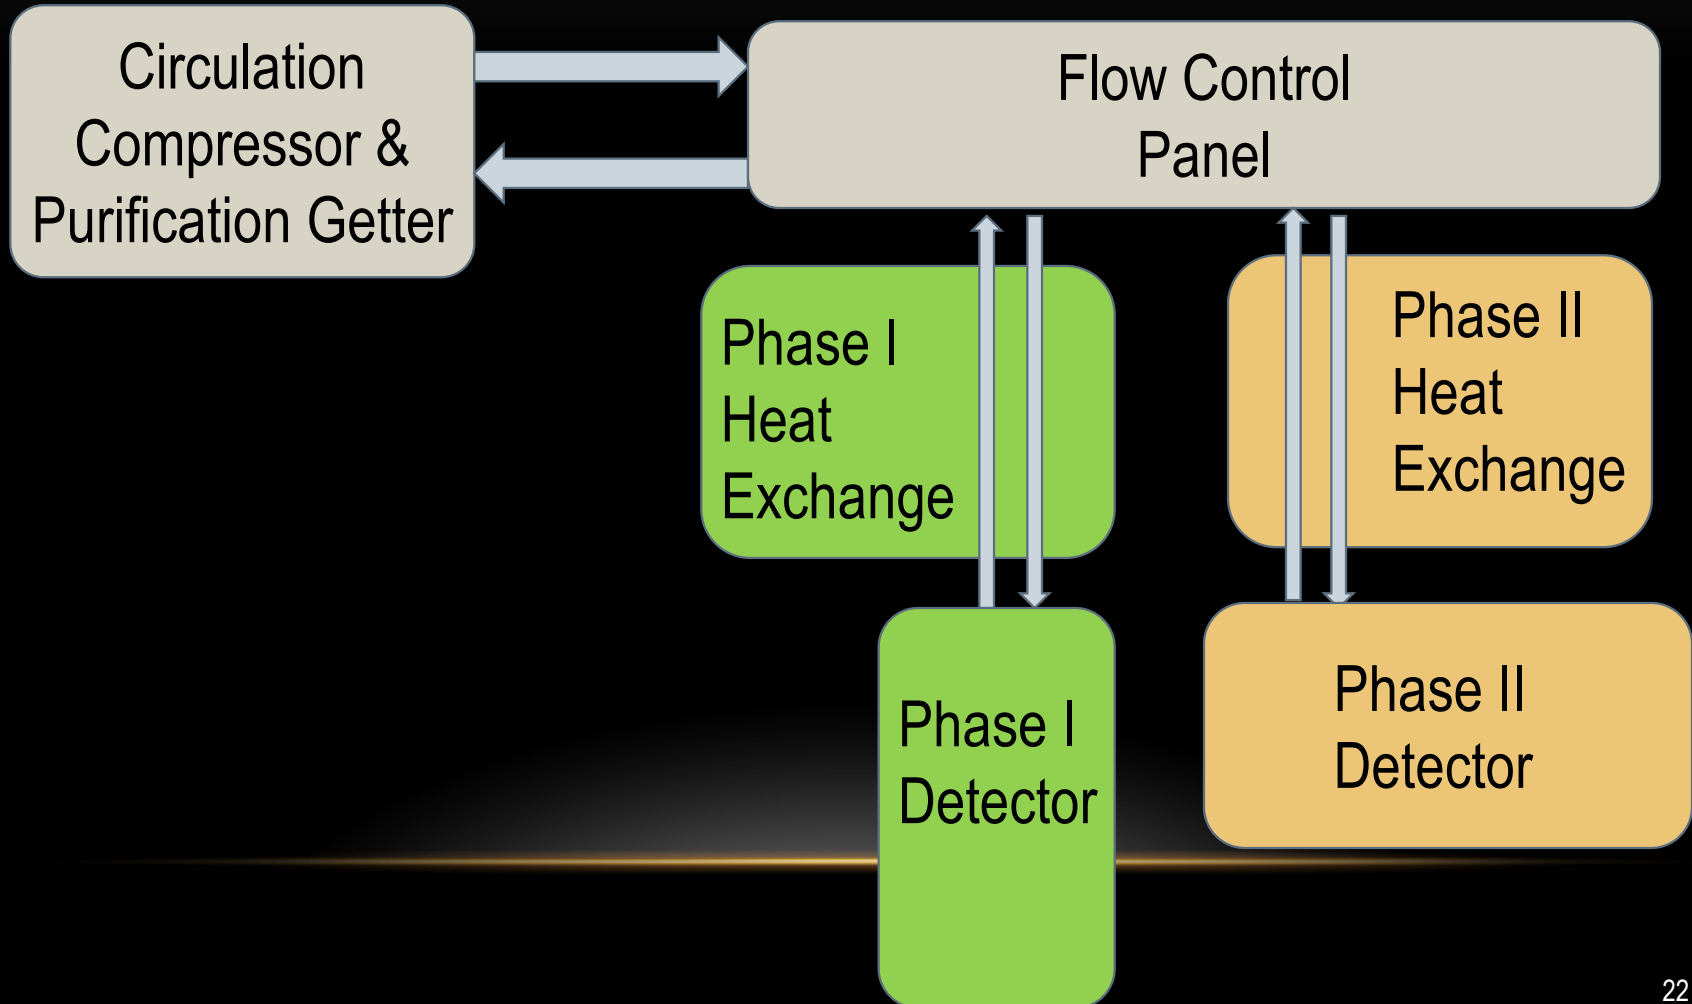 Circulation
Compressor &
Purification Getter
Flow Control
Panel
Phase I
Heat
Exchange
Phase II
Heat
Exchange
Phase I
Detector
Phase II
Detector
22